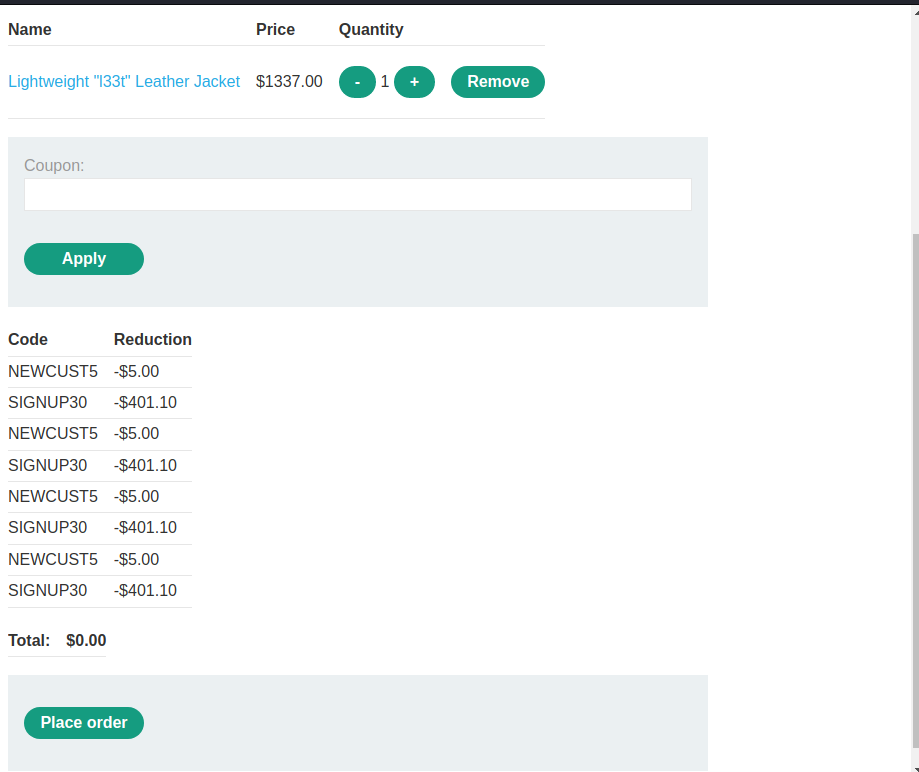 Name Price Quantity
Lightweight "l33t" Leather Jacket $1337.00 - 1 + Remove
Coupon:
Apply
Code Reduction
NEWCUST5 -$5.00
SIGNUP30 -$401.10
NEWCUST5 -$5.00
SIGNUP30 -$401.10
NEWCUST5 -$5.00
SIGNUP30 -$401.10
NEWCUST5 -$5.00
SIGNUP30 -$401.10
Total: $0.00
Place order